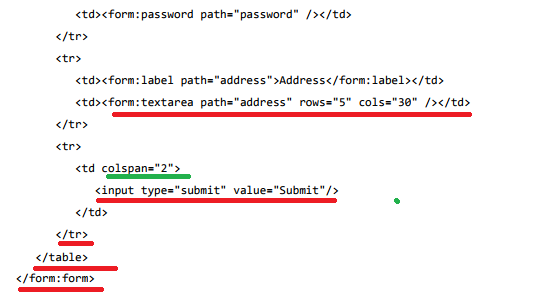 <td><form:password path="password" /></td>
</tr>
<tr>
<td><form:label path="address">Address</form:label></td>
<td><form:textarea path="address" rows="5" cols="30" /></td>
</tr>
<tr>
<td colspan="2">
<input type="submit" value="Submit"/>
</td>
</tr>
</table>
</form:form>